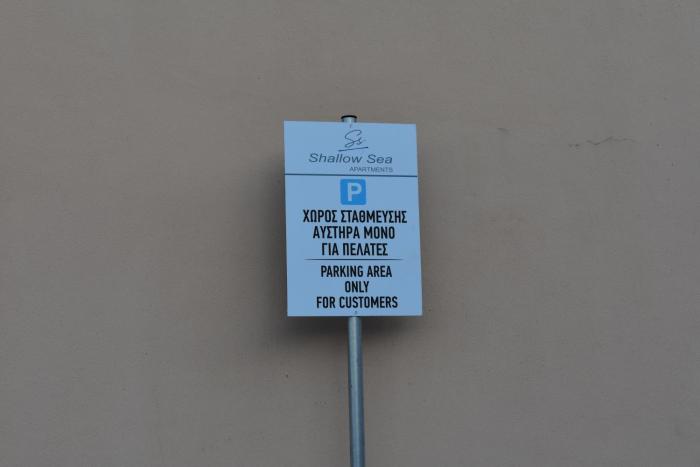 Ss
Shallow Sea
APARTMENTS
P
ΧΩΡΟΣ ΣΤΑΘΜΕΥΣΗΣ
ΑΥΣΤΗΡΑ ΜΟΝΟ
ΓΙΑ ΠΕΛΑΤΕΣ
PARKING AREA
ONLY
FOR CUSTOMERS